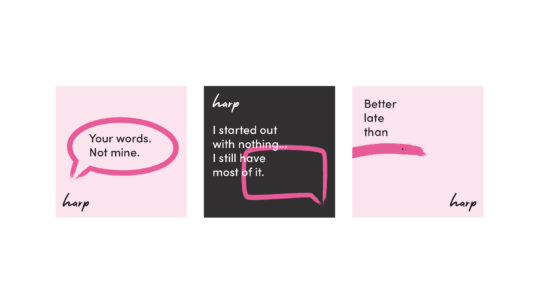 Your words.
Not mine.
harp
harp
I started out
with nothing...
I still have
most of it.
Better
late
than
harp